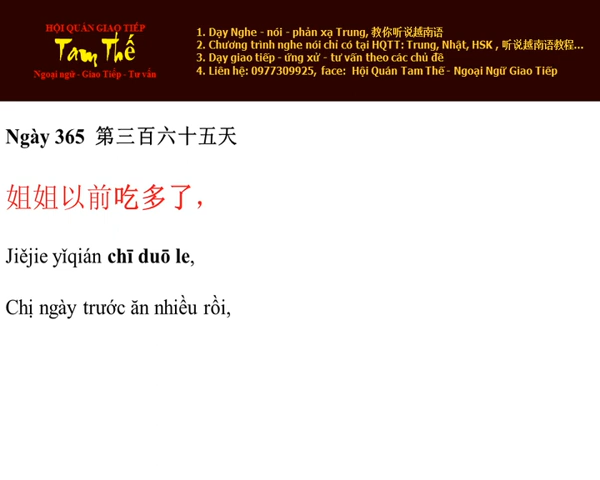 HỘI QUÁN GIAO TIẾP
Tam Thế
Ngoại ngữ - Giao Tiếp - Tư vấn
1. Dạy Nghe - nói - phản xạ Trung, 教你听说越南语
2. Chương trình nghe nói chỉ có tại HQTT: Trung, Nhật, HSK , 听说越南语教程...
3. Dạy giao tiếp - ứng xử - tư vấn theo các chủ đề
4. Liên hệ: 0977309925, face: Hội Quán Tam Thế - Ngoại Ngữ Giao Tiếp
Ngày 365 第三百六十五天
姐姐以前吃多了，
Jiějie yǐqián chī duō le,
Chị ngày trước ăn nhiều rồi,